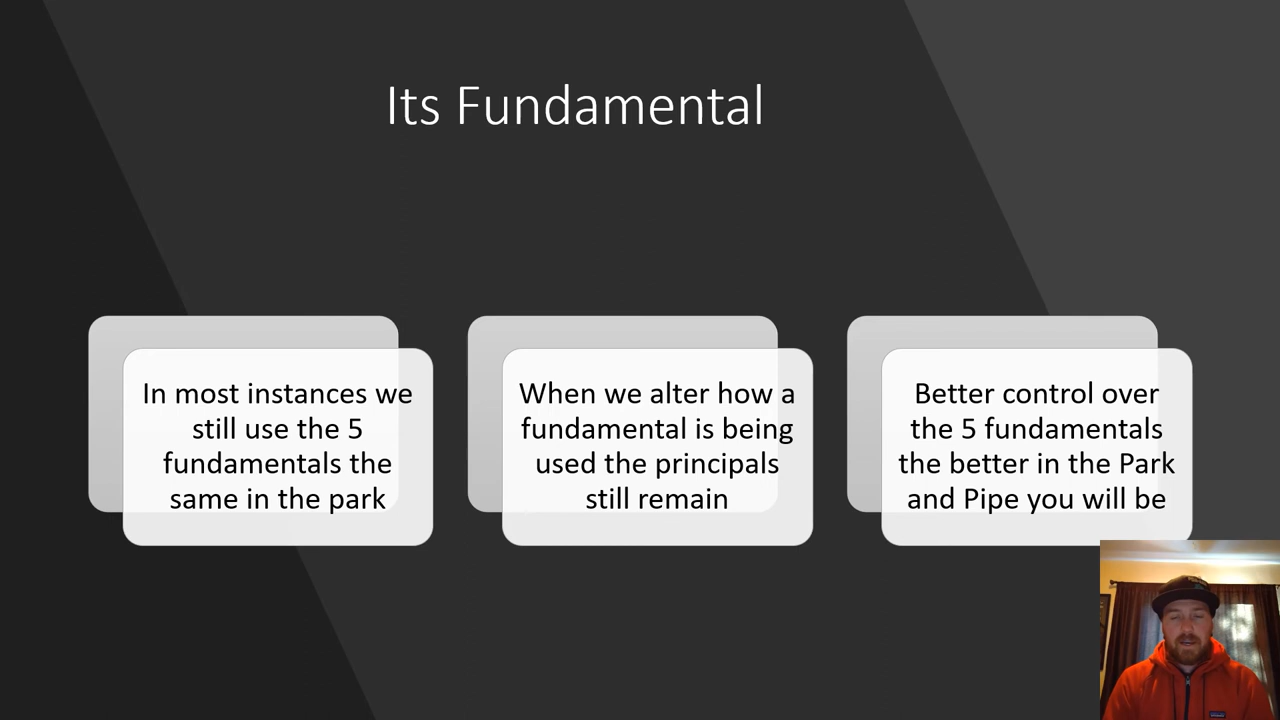 Its Fundamental
In most instances we
still use the 5
fundamentals the
same in the park
When we alter how a
fundamental is being
used the principals
still remain
Better control over
the 5 fundamentals
the better in the Park
and Pipe you will be